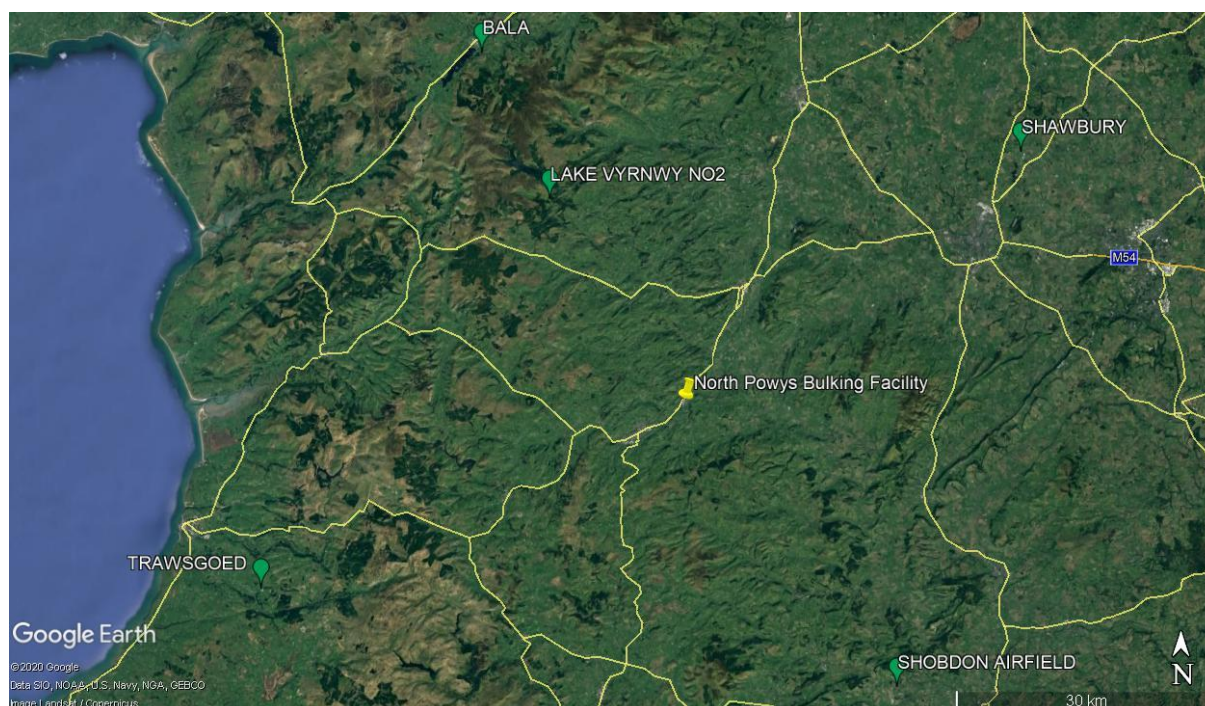 BALA
SHAWBURY
LAKE VYRNWY NO2
M54
North Powys Bulking Facility
TRAWSGOED
Google Earth
SHOBDON AIRFIELD
©2020 Google
Data SIO, NOAA, U.S. Navy, NGA, GEBCO
Image Landsat / Copernicus
N
30 km